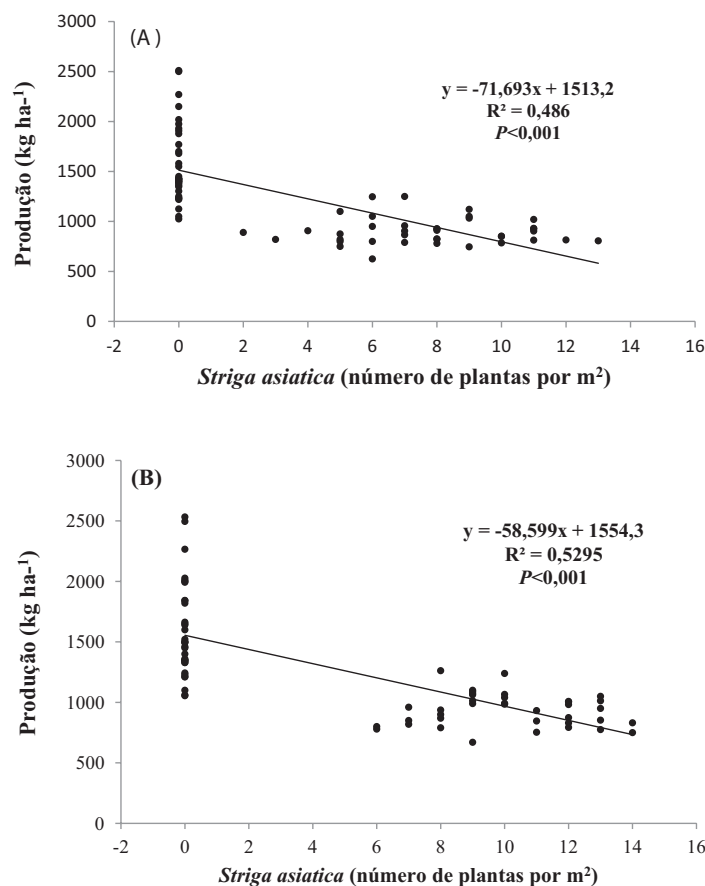 (A )
3000
2500
2000
1500
1000
500
0
-2 0 2 4 6 8 10 12 14 16
Produção (kg ha-1)
y = -71,693x + 1513,2
R² = 0,486
P<0,001
Striga asiatica (número de plantas por m²)
(B)
3000
2500
2000
1500
1000
500
0
-2 0 2 4 6 8 10 12 14 16
Produção (kg ha-1)
y = -58,599x + 1554,3
R² = 0,5295
P<0,001
Striga asiatica (número de plantas por m²)